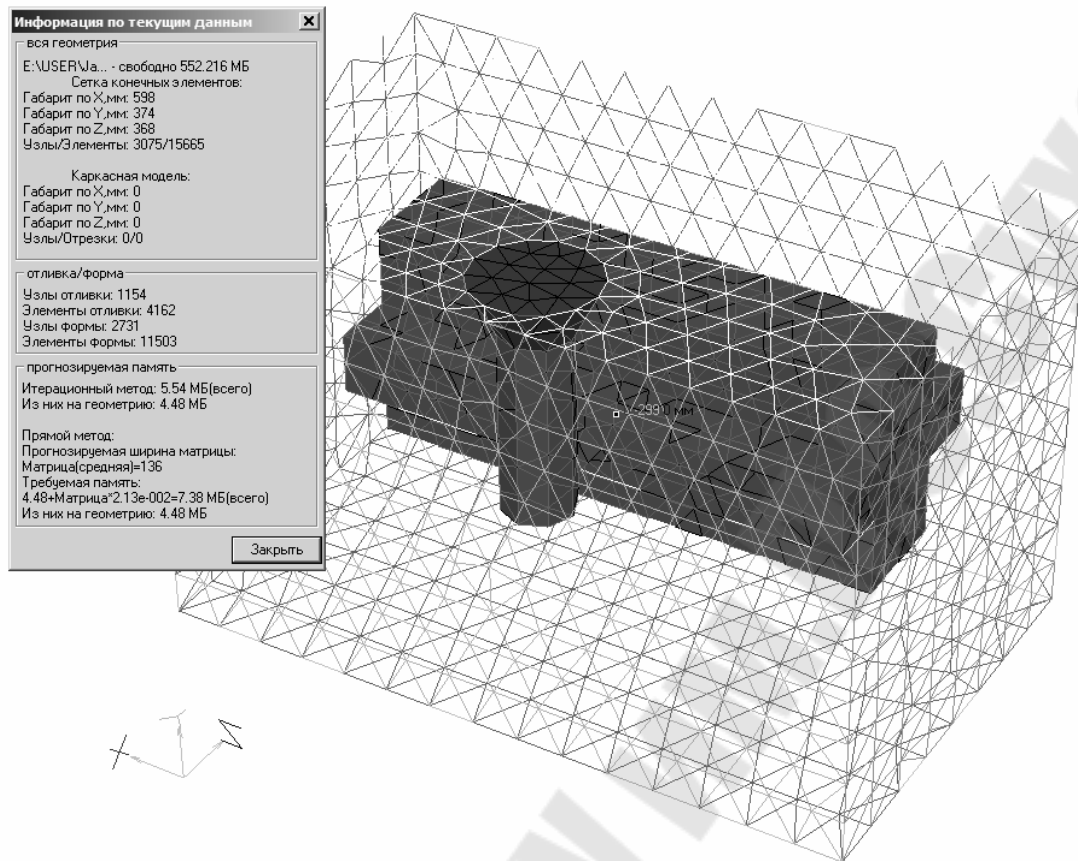 Информация по текущим данным
вся геометрия
E:\USER\Ja... - свободно 552.216 МБ
Сетка конечных элементов:
Габарит по X,мм: 598
Габарит по Y,мм: 374
Габарит по Z,мм: 368
Узлы/Элементы: 3075/15665
Каркасная модель:
Габарит по X,мм: 0
Габарит по Y,мм: 0
Габарит по Z,мм: 0
Узлы/Отрезки: 0/0
отливка/форма
Узлы отливки: 1154
Элементы отливки: 4162
Узлы формы: 2731
Элементы формы: 11503
прогнозируемая память
Итерационный метод: 5.54 МБ(всего)
Из них на геометрию: 4.48 МБ
Прямой метод:
Прогнозируемая ширина матрицы:
Матрица(средняя)=136
Требуемая память:
4.48+Матрица*2.13e-002=7.38 МБ(всего)
Из них на геометрию: 4.48 МБ
Закрыть
-299.0 мм
Y
X
Z